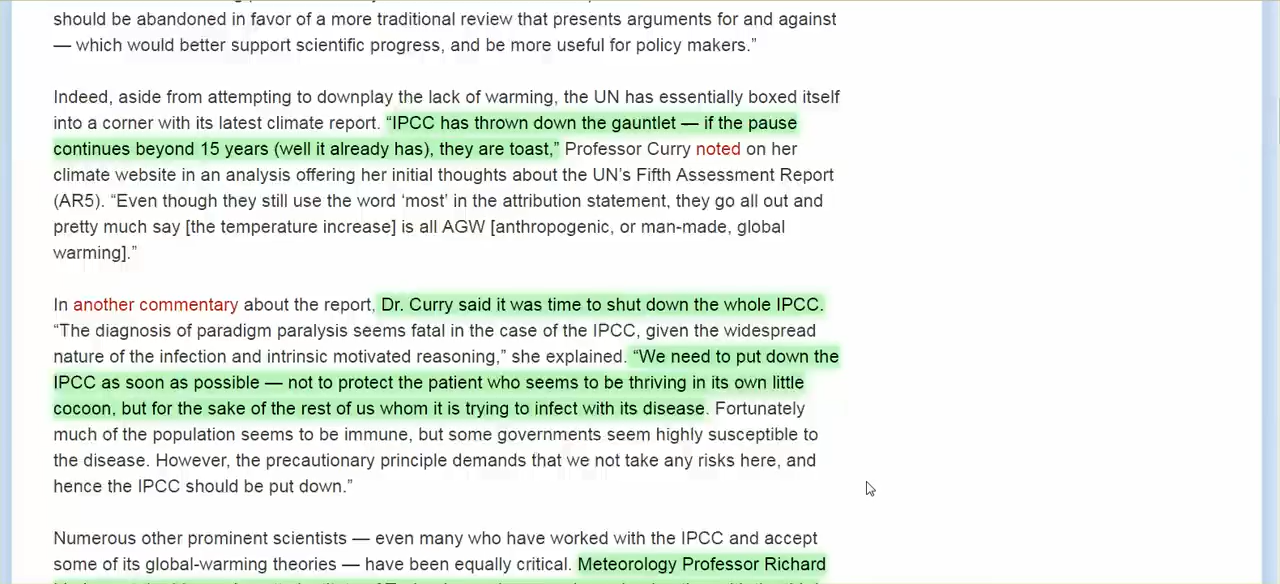 should be abandoned in favor of a more traditional review that presents arguments for and against
— which would better support scientific progress, and be more useful for policy makers.”
Indeed, aside from attempting to downplay the lack of warming, the UN has essentially boxed itself
into a corner with its latest climate report. “IPCC has thrown down the gauntlet — if the pause
continues beyond 15 years (well it already has), they are toast,” Professor Curry noted on her
climate website in an analysis offering her initial thoughts about the UN’s Fifth Assessment Report
(AR5). “Even though they still use the word ‘most’ in the attribution statement, they go all out and
pretty much say [the temperature increase] is all AGW [anthropogenic, or man-made, global
warming].”
In another commentary about the report, Dr. Curry said it was time to shut down the whole IPCC.
“The diagnosis of paradigm paralysis seems fatal in the case of the IPCC, given the widespread
nature of the infection and intrinsic motivated reasoning,” she explained. “We need to put down the
IPCC as soon as possible — not to protect the patient who seems to be thriving in its own little
cocoon, but for the sake of the rest of us whom it is trying to infect with its disease. Fortunately
much of the population seems to be immune, but some governments seem highly susceptible to
the disease. However, the precautionary principle demands that we not take any risks here, and
hence the IPCC should be put down.”
Numerous other prominent scientists — even many who have worked with the IPCC and accept
some of its global-warming theories — have been equally critical. Meteorology Professor Richard